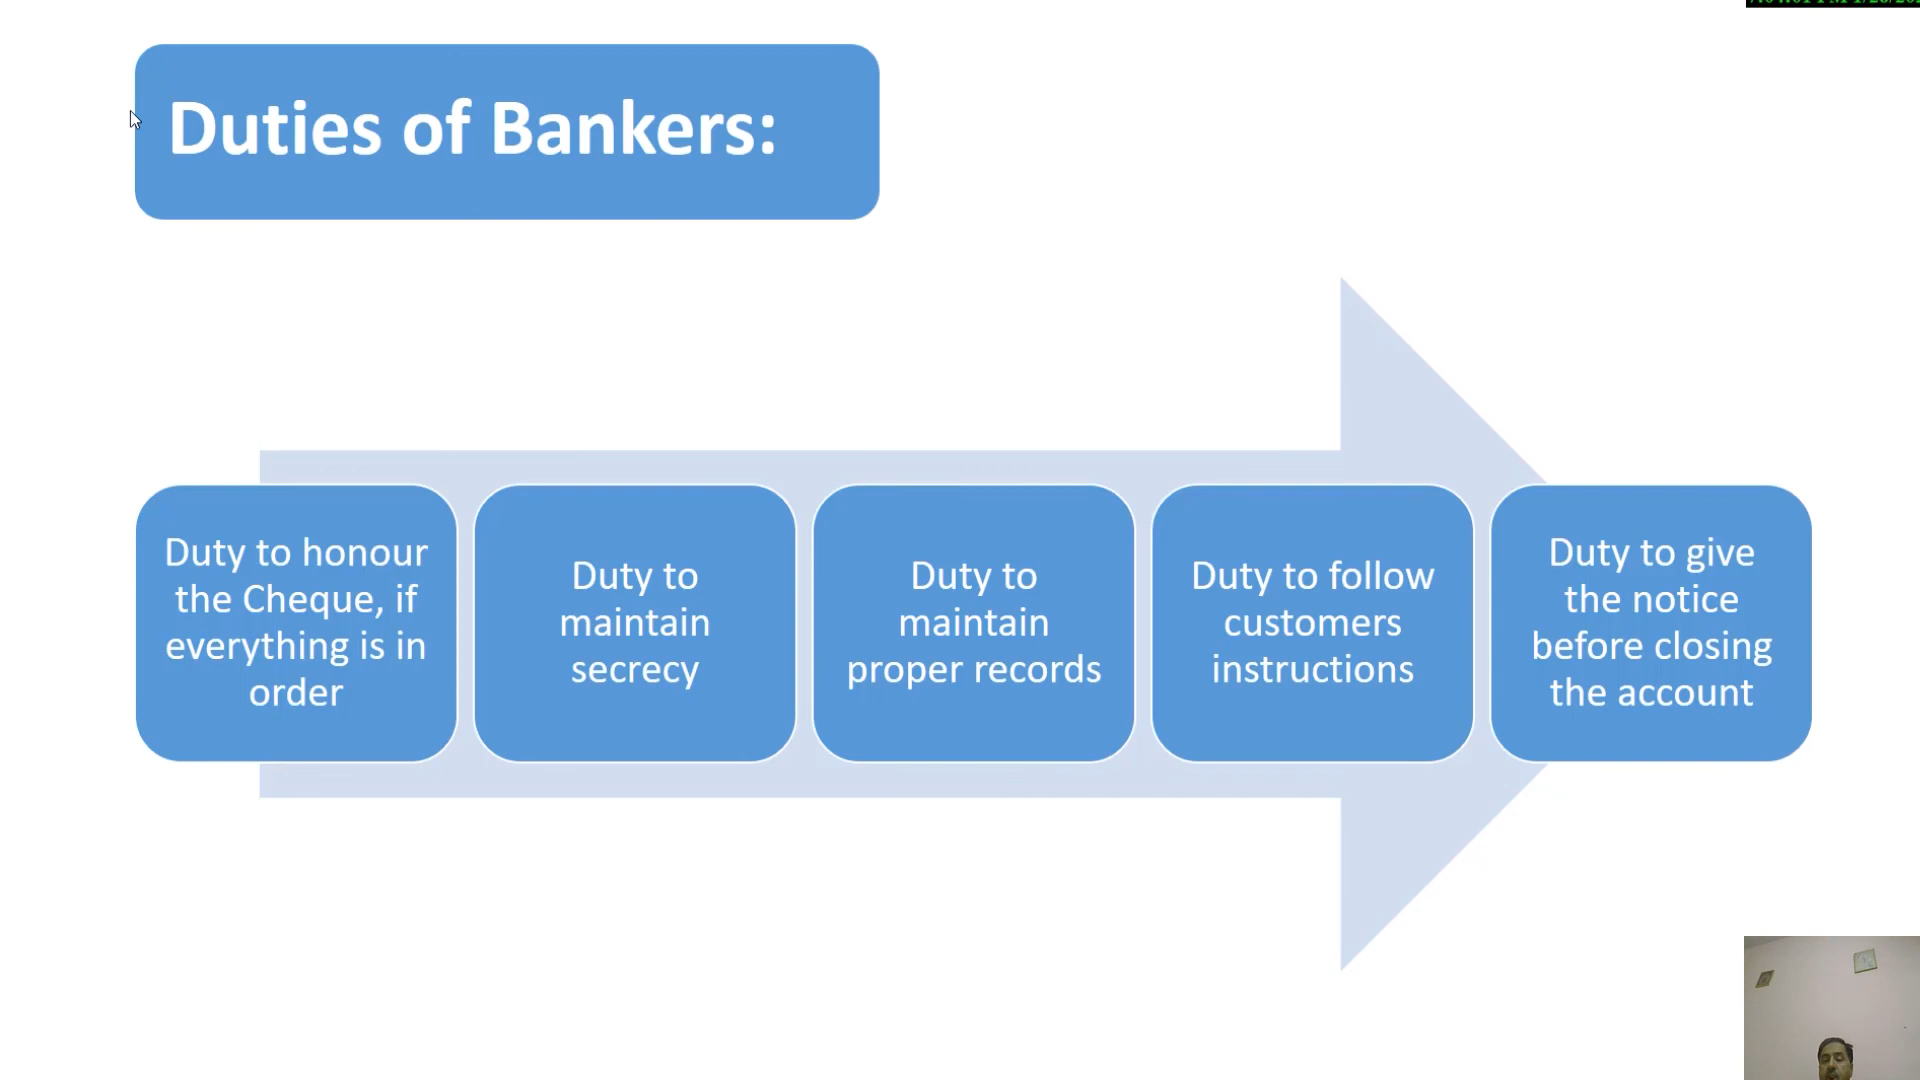 Duties of Bankers:
Duty to honour
the Cheque, if
everything is in
order
Duty to
maintain
secrecy
Duty to
maintain
proper records
Duty to follow
customers
instructions
Duty to give
the notice
before closing
the account